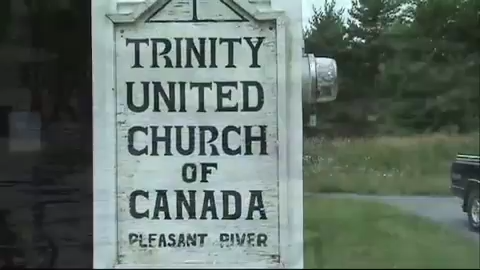 TRINITY
UNITED
CHURCH
OF
CANADA
PLEASANT RIVER